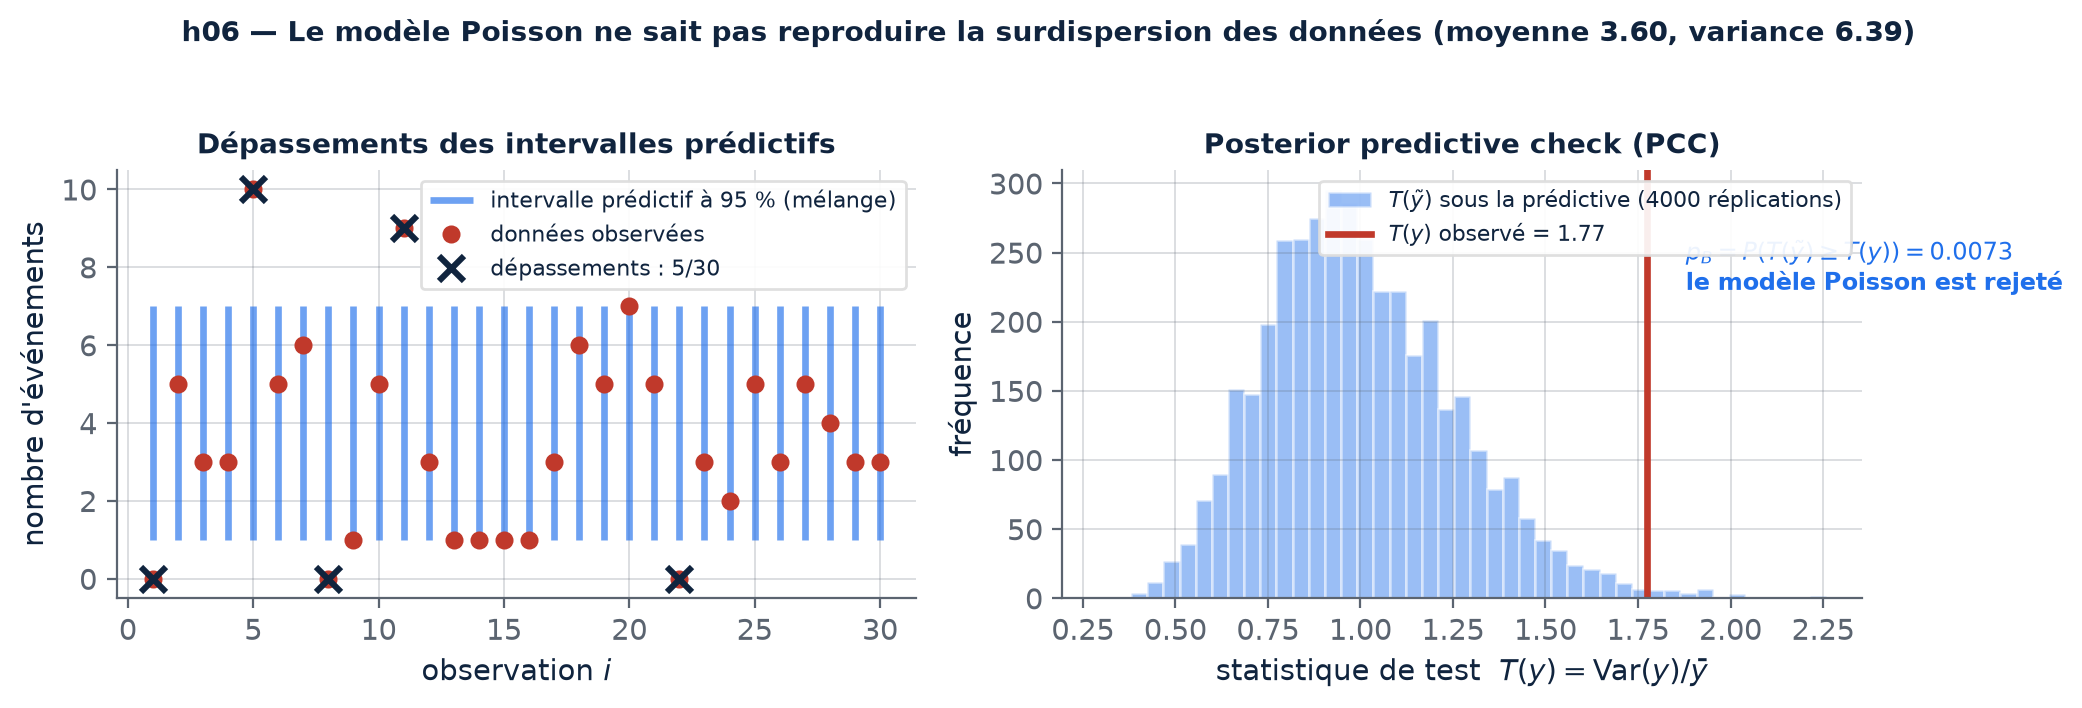 h06 — Le modèle Poisson ne sait pas reproduire la surdispersion des données (moyenne 3.60, variance 6.39)
Dépassements des intervalles prédictifs
nombre d'événements
10
8
6
4
2
0
intervalle prédictif à 95 % (mélange)
données observées
dépassements : 5/30
0 5 10 15 20 25 30
observation i
Posterior predictive check (PCC)
fréquence
300
250
200
150
100
50
0
T(ỹ) sous la prédictive (4000 réplications)
T(y) observé = 1.77
p_B = P(T(ỹ) ≥ T(y)) = 0.0073
le modèle Poisson est rejeté
0.25 0.50 0.75 1.00 1.25 1.50 1.75 2.00 2.25
statistique de test T(y) = Var(y)/ȳ